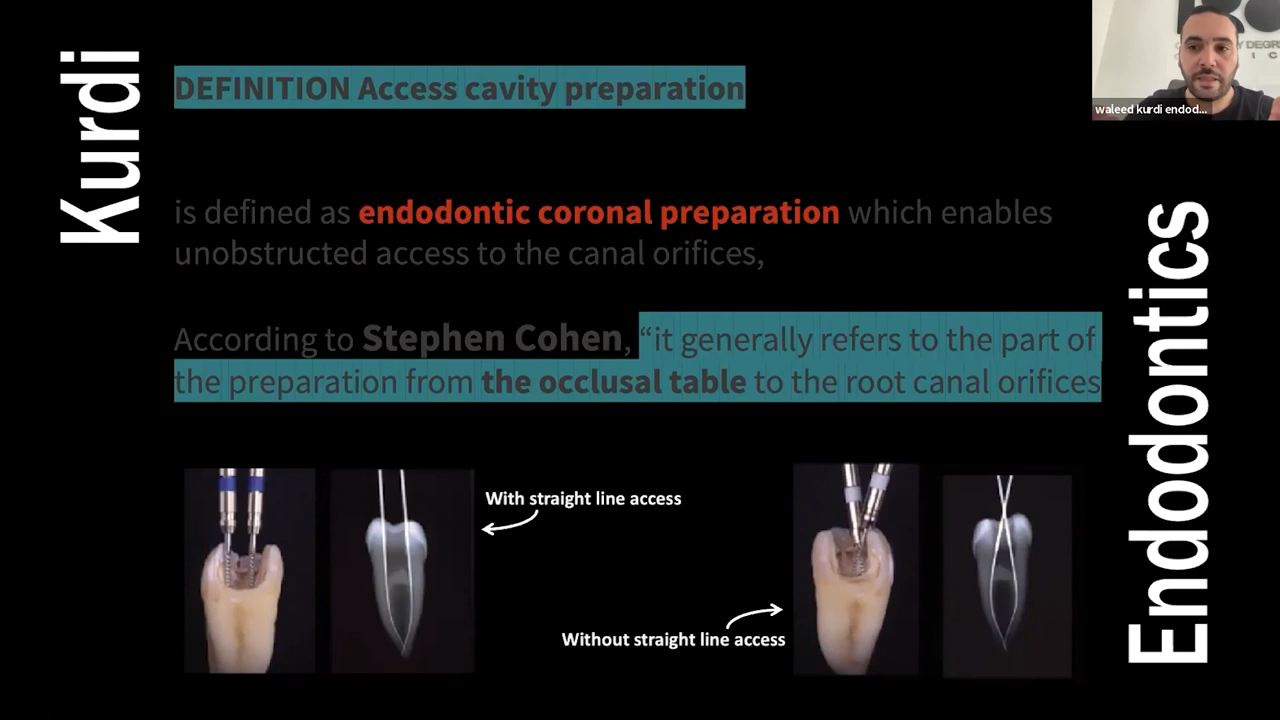 Kurdi
DEFINITION Access cavity preparation
is defined as endodontic coronal preparation which enables
unobstructed access to the canal orifices,
According to Stephen Cohen, “it generally refers to the part of
the preparation from the occlusal table to the root canal orifices
With straight line access
Without straight line access
Endodontics
waleed kurdi endod...